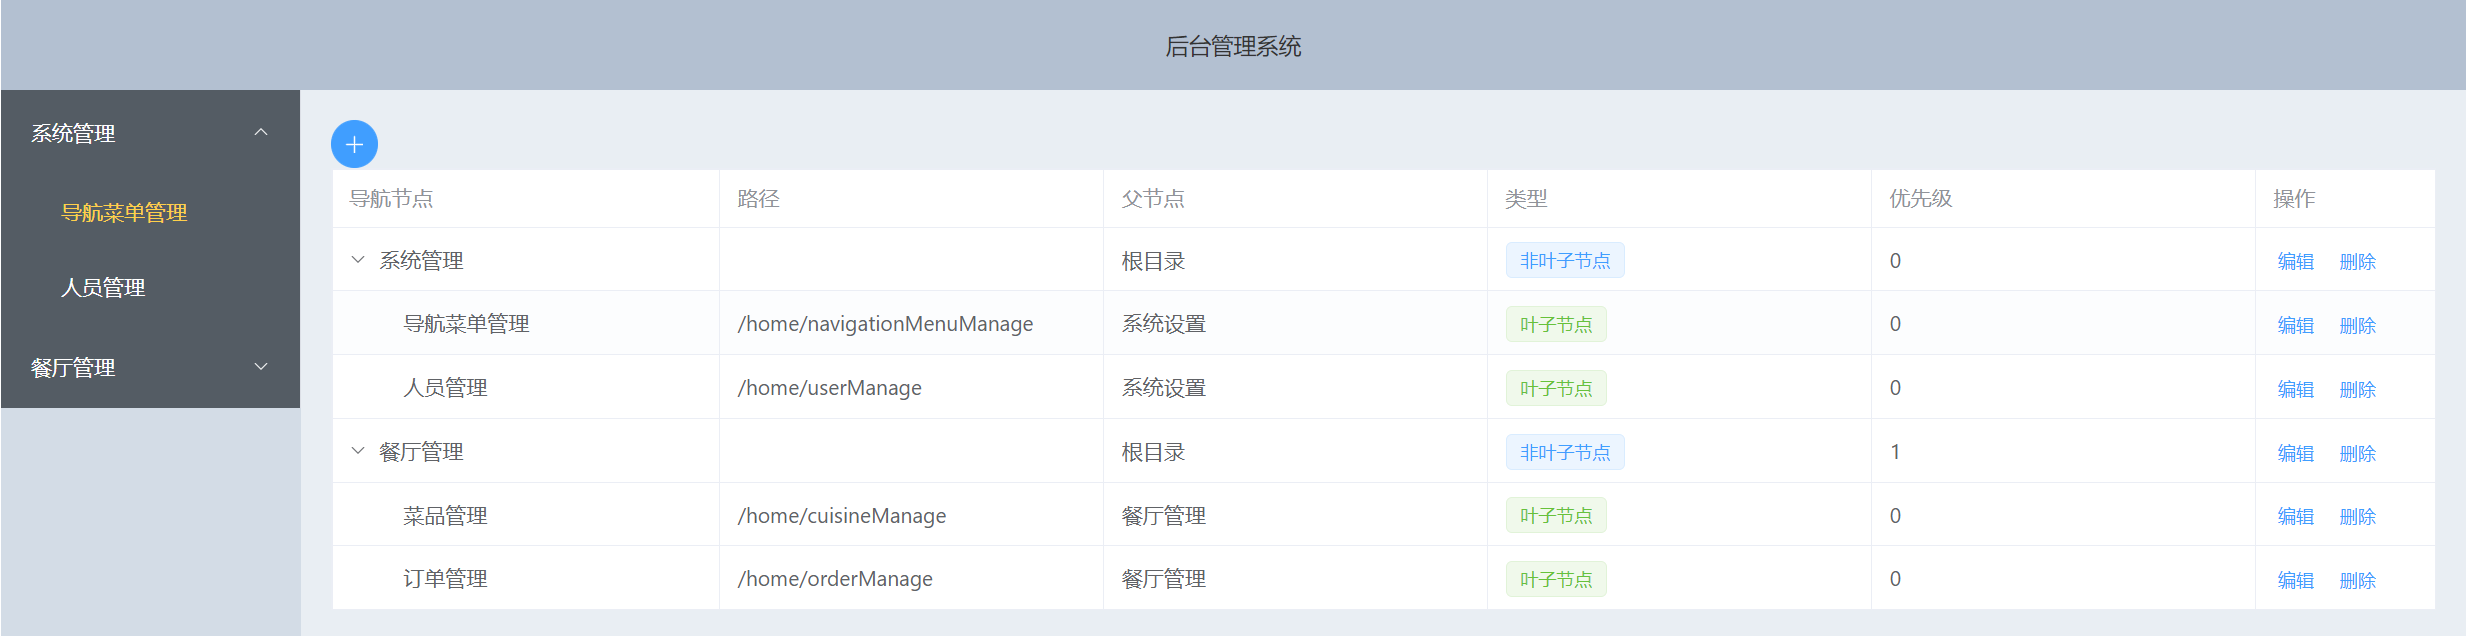 后台管理系统
系统管理
导航菜单管理
人员管理
餐厅管理
导航节点 路径 父节点 类型 优先级 操作
系统管理 根目录 非叶子节点 0 编辑 删除
导航菜单管理 /home/navigationMenuManage 系统设置 叶子节点 0 编辑 删除
人员管理 /home/userManage 系统设置 叶子节点 0 编辑 删除
餐厅管理 根目录 非叶子节点 1 编辑 删除
菜品管理 /home/cuisineManage 餐厅管理 叶子节点 0 编辑 删除
订单管理 /home/orderManage 餐厅管理 叶子节点 0 编辑 删除